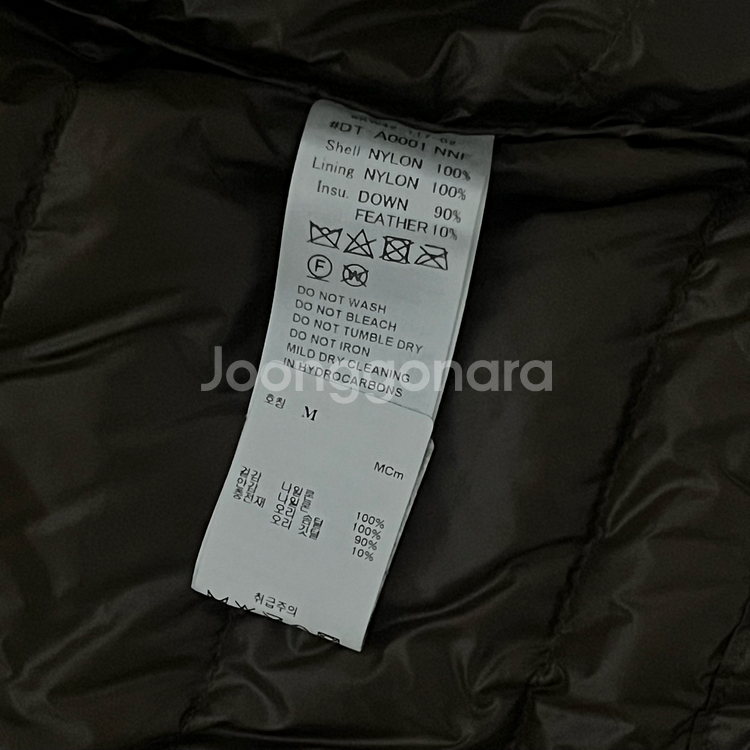 #DT A0001 NNF
Shell NYLON 100%
Lining NYLON 100%
Insu. DOWN 90%
FEATHER 10%
F W
DO NOT WASH
DO NOT BLEACH
DO NOT TUMBLE DRY
DO NOT IRON
MILD DRY CLEANING
IN HYDROCARBONS
Joonggonara
호칭 M
MCm
겉감 나일론 100%
안감 나일론 100%
충전재 오리 솜털 90%
오리 깃털 10%
취급주의